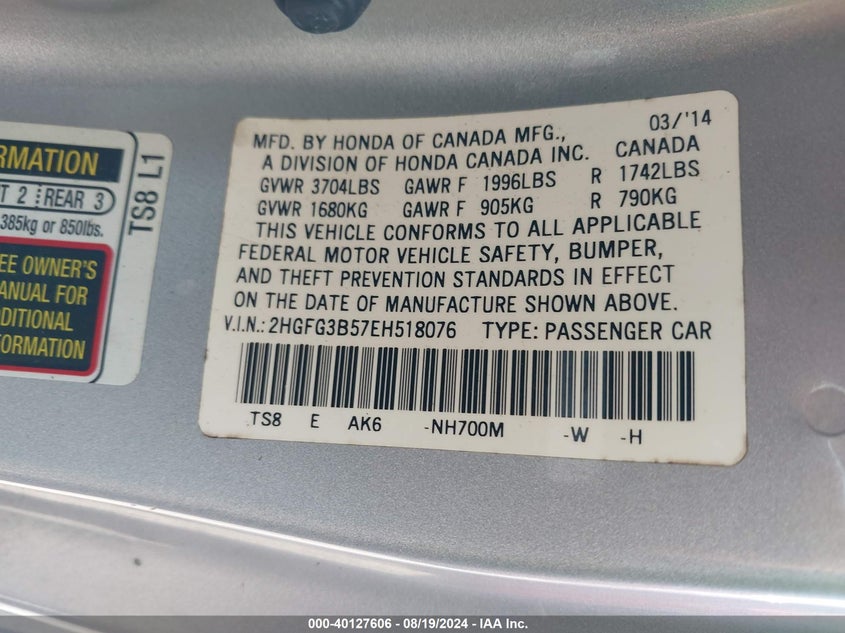 RMATION
T 2 REAR 3
385kg or 850lbs.
EE OWNER'S
ANUAL FOR
DITIONAL
FORMATION
TS8 L1
MFD. BY HONDA OF CANADA MFG., 03/'14
A DIVISION OF HONDA CANADA INC. CANADA
GVWR 3704LBS GAWR F 1996LBS R 1742LBS
GVWR 1680KG GAWR F 905KG R 790KG
THIS VEHICLE CONFORMS TO ALL APPLICABLE
FEDERAL MOTOR VEHICLE SAFETY, BUMPER,
AND THEFT PREVENTION STANDARDS IN EFFECT
ON THE DATE OF MANUFACTURE SHOWN ABOVE.
V.I.N.: 2HGFG3B57EH518076 TYPE: PASSENGER CAR
TS8 E AK6 -NH700M -W -H
000-40127606 - 08/19/2024 - IAA Inc.